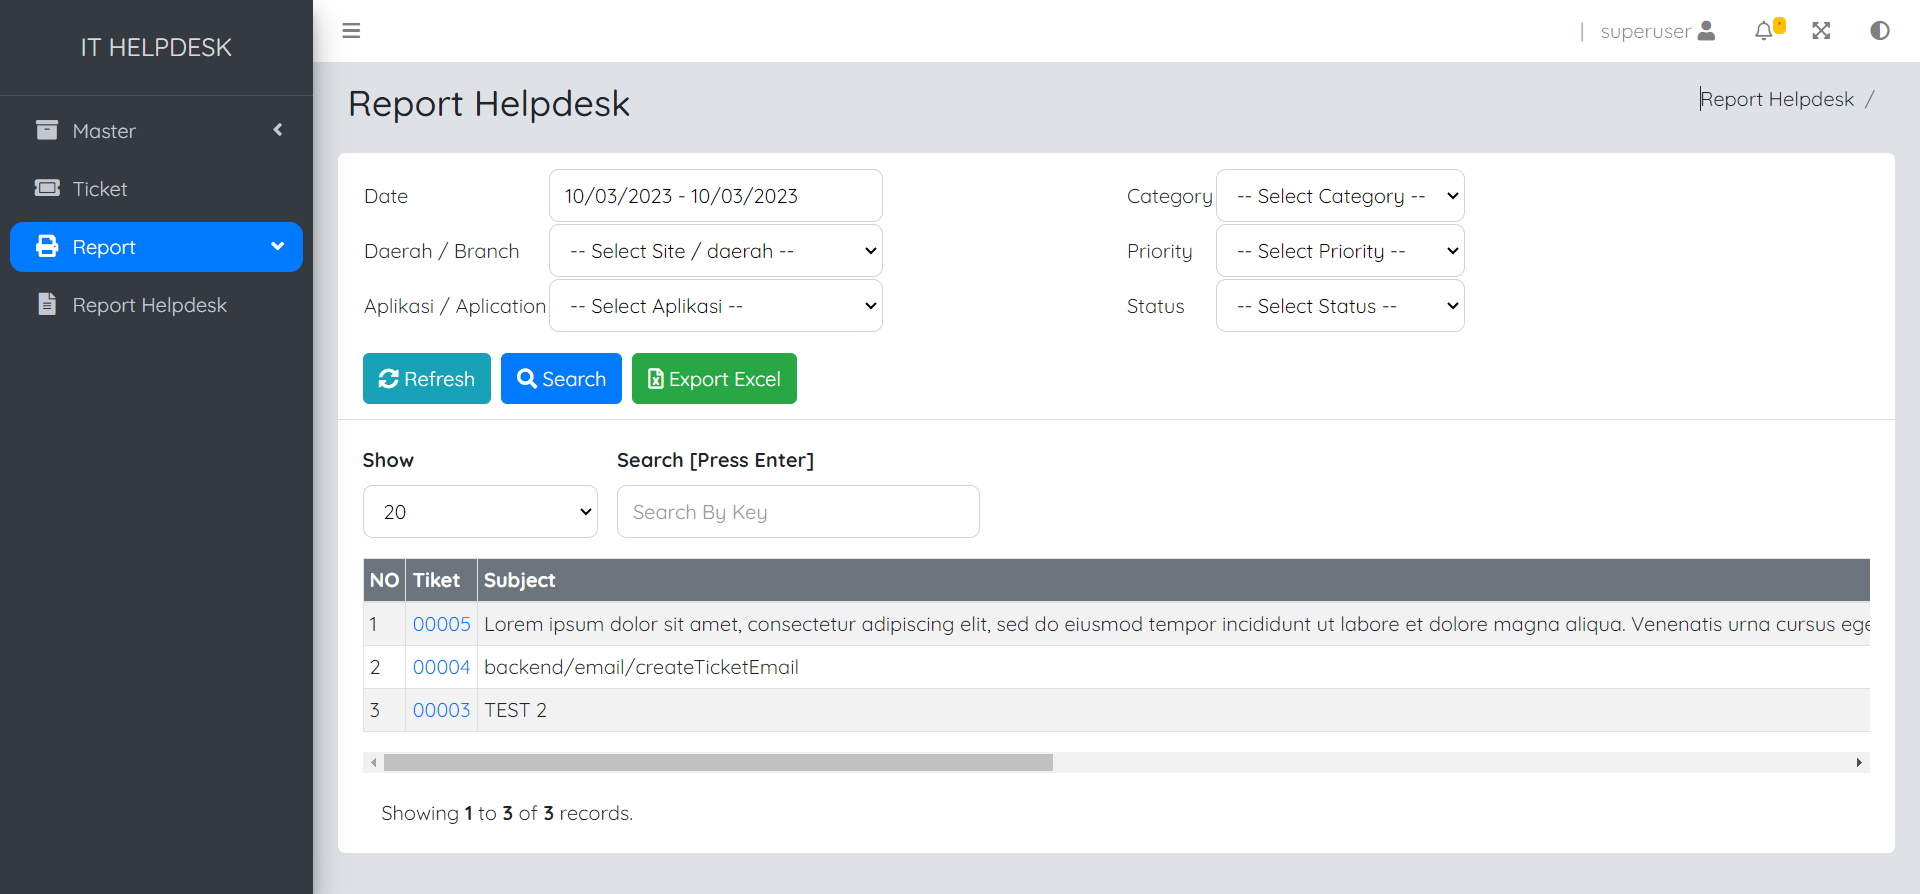 IT HELPDESK
Master
Ticket
Report
Report Helpdesk
| superuser
Report Helpdesk
Report Helpdesk /
Date 10/03/2023 - 10/03/2023 Category -- Select Category --
Daerah / Branch -- Select Site / daerah -- Priority -- Select Priority --
Aplikasi / Aplication -- Select Aplikasi -- Status -- Select Status --
Refresh Search Export Excel
Show Search [Press Enter]
20 Search By Key
NO Tiket Subject
1 00005 Lorem ipsum dolor sit amet, consectetur adipiscing elit, sed do eiusmod tempor incididunt ut labore et dolore magna aliqua. Venenatis urna cursus ege
2 00004 backend/email/createTicketEmail
3 00003 TEST 2
Showing 1 to 3 of 3 records.